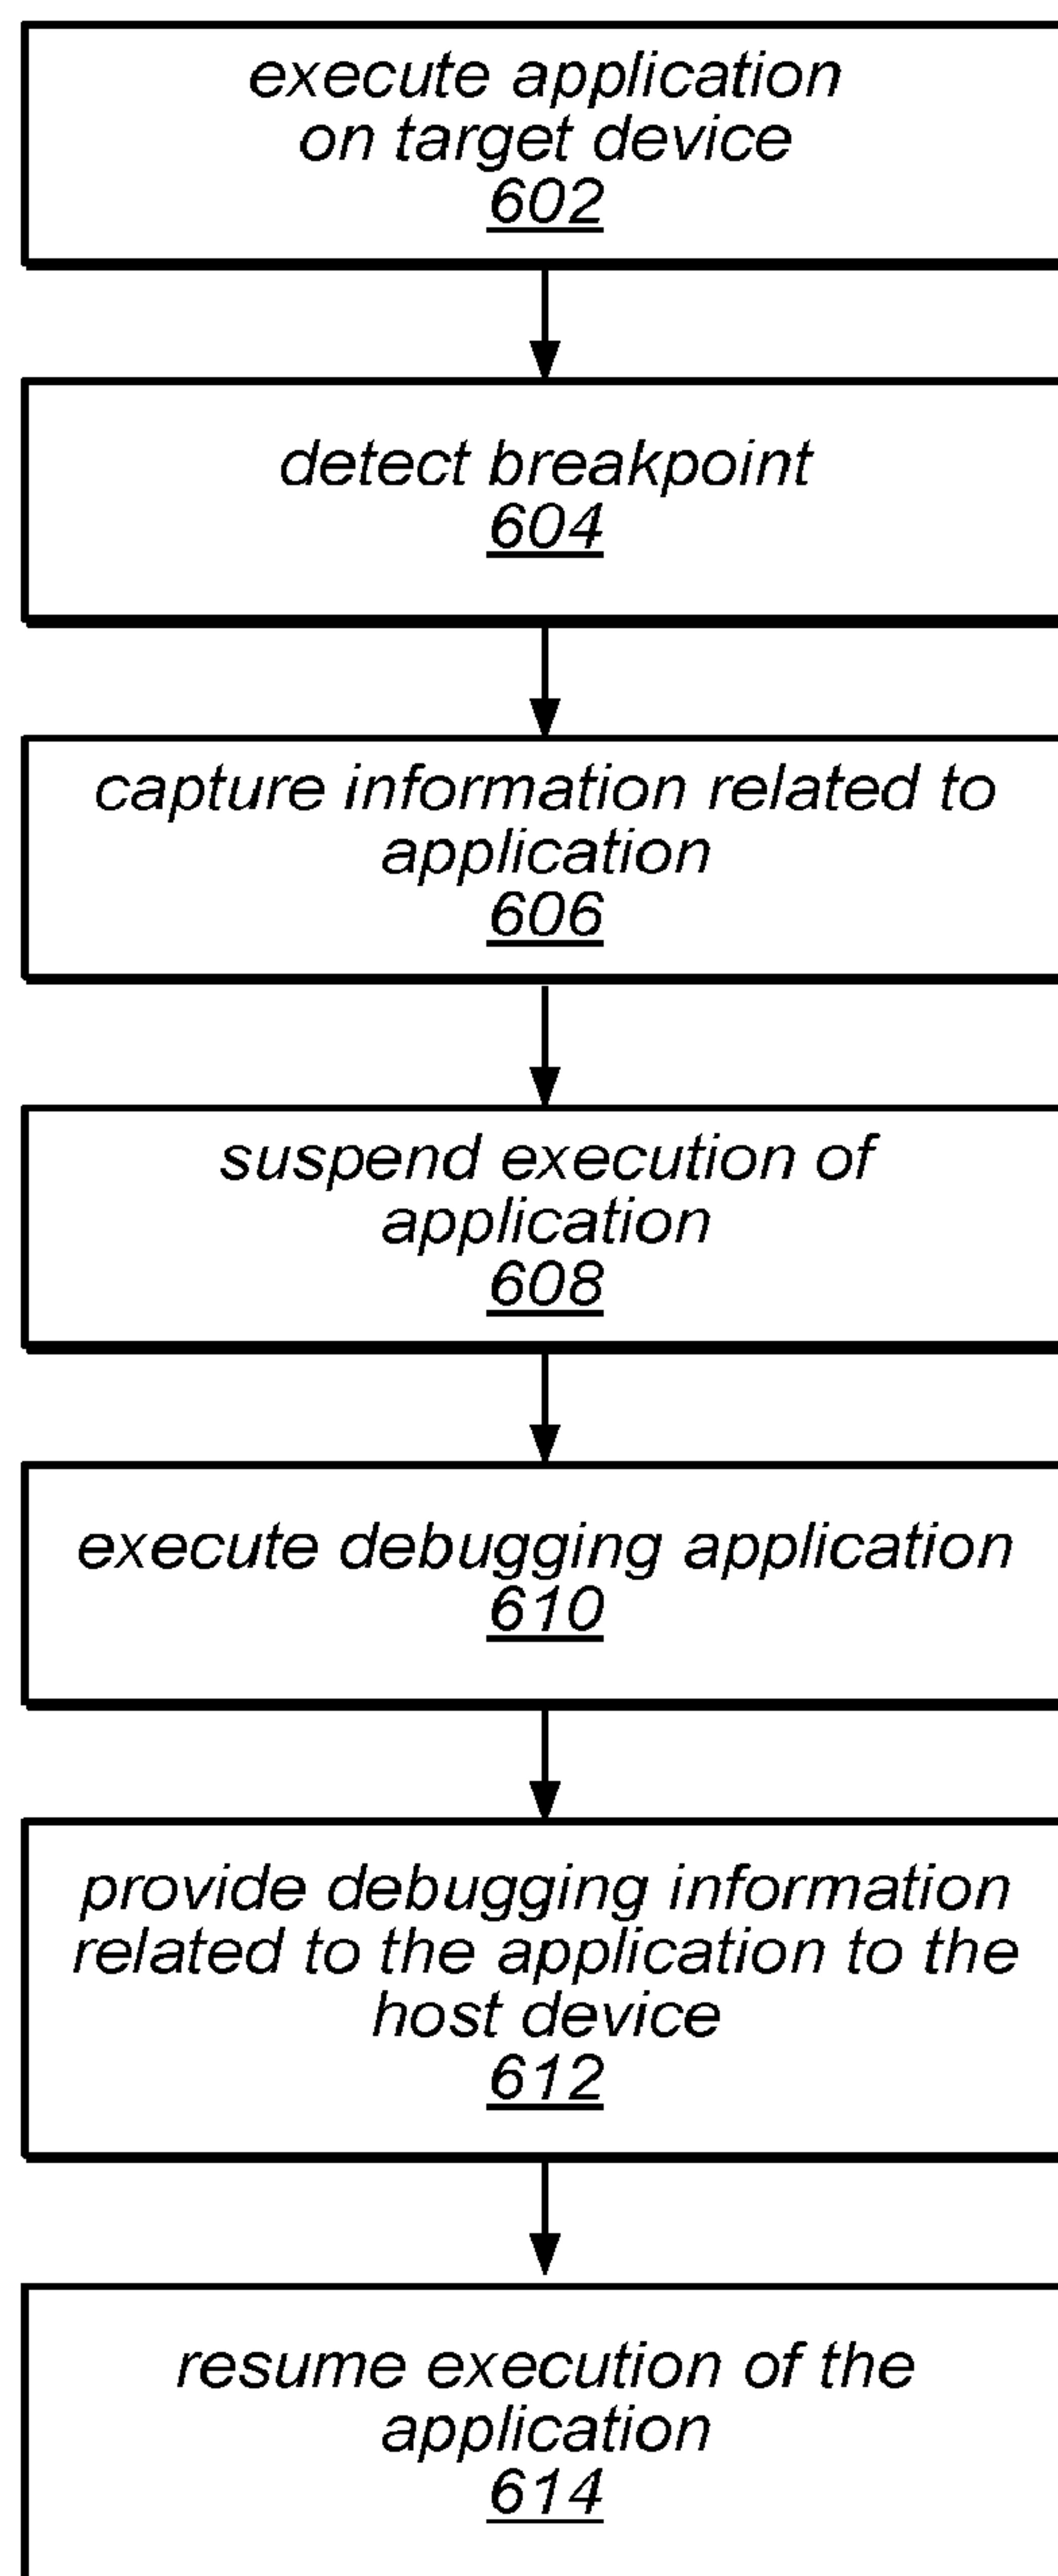 execute application
on target device
602
detect breakpoint
604
capture information related to
application
606
suspend execution of
application
608
execute debugging application
610
provide debugging information
related to the application to the
host device
612
resume execution of the
application
614